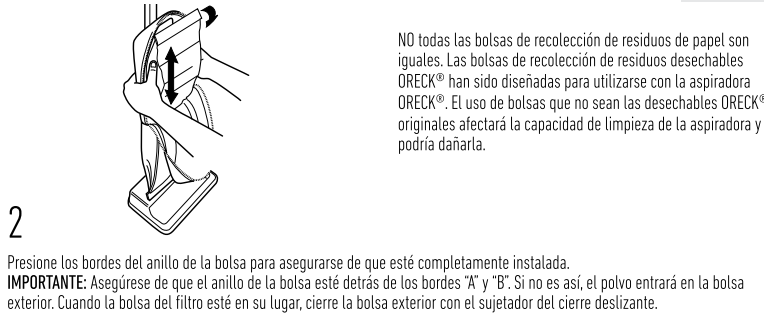 NO todas las bolsas de recolección de residuos de papel son
iguales. Las bolsas de recolección de residuos desechables
ORECK® han sido diseñadas para utilizarse con la aspiradora
ORECK®. El uso de bolsas que no sean las desechables ORECK®
originales afectará la capacidad de limpieza de la aspiradora y
podría dañarla.
2
Presione los bordes del anillo de la bolsa para asegurarse de que esté completamente instalada.
IMPORTANTE: Asegúrese de que el anillo de la bolsa esté detrás de los bordes “A” y “B”. Si no es así, el polvo entrará en la bolsa
exterior. Cuando la bolsa del filtro esté en su lugar, cierre la bolsa exterior con el sujetador del cierre deslizante.